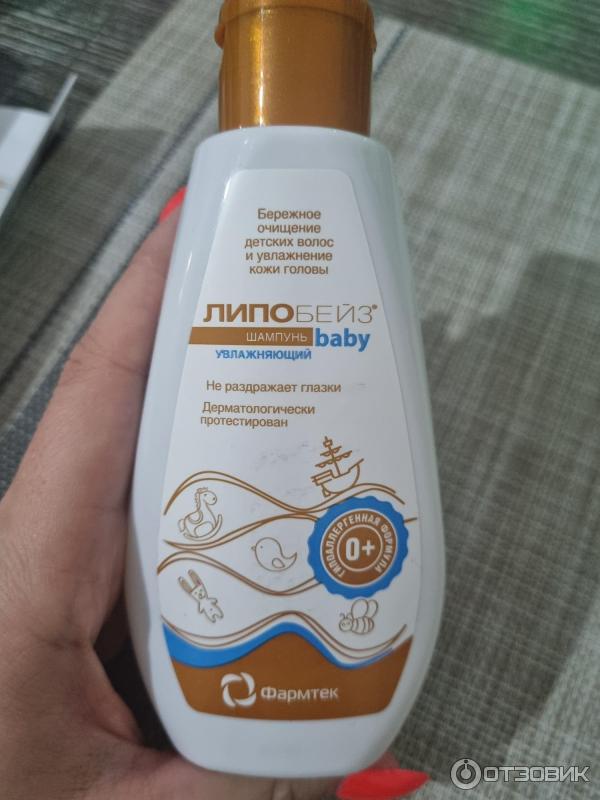 Бережное
очищение
детских волос
и увлажнение
кожи головы
ЛИПОБЕЙЗ®
ШАМПУНЬ baby
УВЛАЖНЯЮЩИЙ
Не раздражает глазки
Дерматологически
протестирован
ГИПОАЛЛЕРГЕННАЯ ФОРМУЛА
0+
Фармтек
ОТЗОВИК